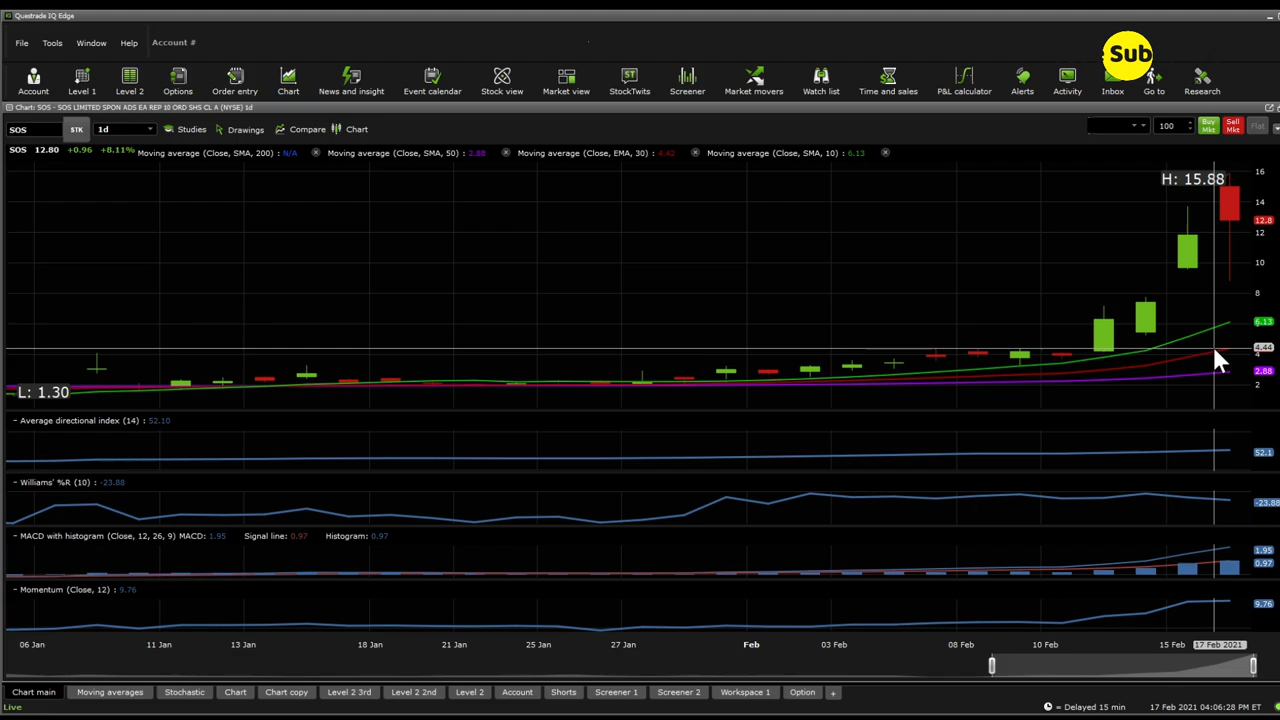 Questrade IQ Edge
File Tools Window Help Account #
Sub
Account Level 1 Level 2 Options Order entry Chart News and insight Event calendar Stock view Market view StockTwits Screener Market movers Watch list Time and sales P&L calculator Alerts Activity Inbox Go to Research
Chart: SOS - SOS LIMITED SPON ADS EA REP 10 ORD SHS CL A (NYSE) 1d
SOS STK 1d Studies Drawings Compare Chart 100 Buy Mkt Sell Mkt Flat
SOS 12.80 +0.96 +8.11% Moving average (Close, SMA, 200) : N/A Moving average (Close, SMA, 50) : 2.88 Moving average (Close, EMA, 30) : 4.42 Moving average (Close, SMA, 10) : 6.13
16
H: 15.88
14
12.8
12
10
8
6.13
4.44
4
2.88
2
L: 1.30
Average directional index (14) : 52.10
52.1
Williams' %R (10) : -23.88
-23.88
MACD with histogram (Close, 12, 26, 9) MACD: 1.95 Signal line: 0.97 Histogram: 0.97
1.95
0.97
Momentum (Close, 12) : 9.76
9.76
06 Jan 11 Jan 13 Jan 18 Jan 21 Jan 25 Jan 27 Jan Feb 03 Feb 08 Feb 10 Feb 15 Feb 17 Feb 2021
Chart main Moving averages Stochastic Chart Chart copy Level 2 3rd Level 2 2nd Level 2 Account Shorts Screener 1 Screener 2 Workspace 1 Option +
Live = Delayed 15 min 17 Feb 2021 04:06:28 PM ET